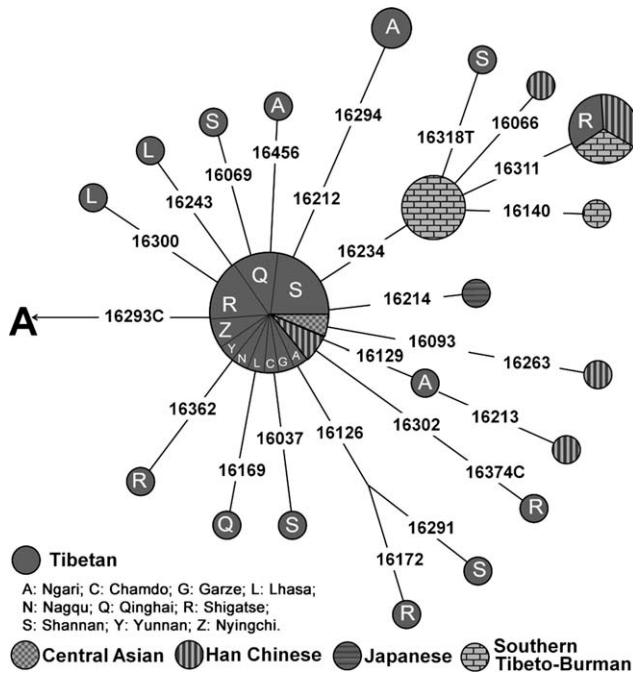 A
S
16294
A
S
16318T
16066
R
L
16069
16456
16311
16243
16212
L
16140
16300
16234
Q
S
16214
R
A
16293C
Z
16093
Y
N
L
C
G
A
16129
A
16263
16362
16037
16126
16302
16213
16169
16374C
R
R
Q
S
16291
16172
S
R
Tibetan
A: Ngari; C: Chamdo; G: Garze; L: Lhasa;
N: Nagqu; Q: Qinghai; R: Shigatse;
S: Shannan; Y: Yunnan; Z: Nyingchi.
Central Asian
Han Chinese
Japanese
Southern
Tibeto-Burman